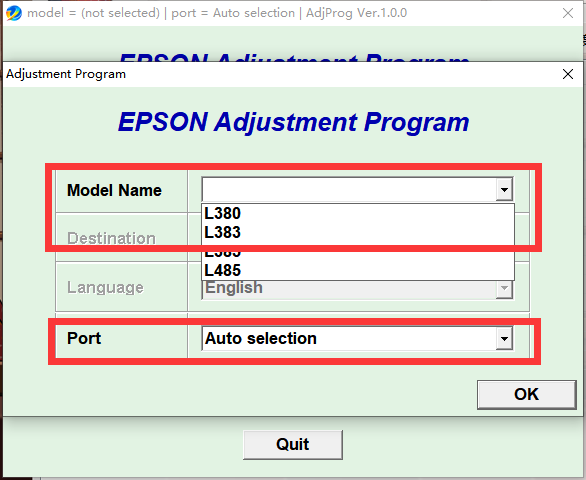 model = (not selected) | port = Auto selection | AdjProg Ver.1.0.0
EPSON Adjustment Program
Adjustment Program
EPSON Adjustment Program
Model Name
L380
L383
Destination
L385
L485
Language
English
Port
Auto selection
OK
Quit